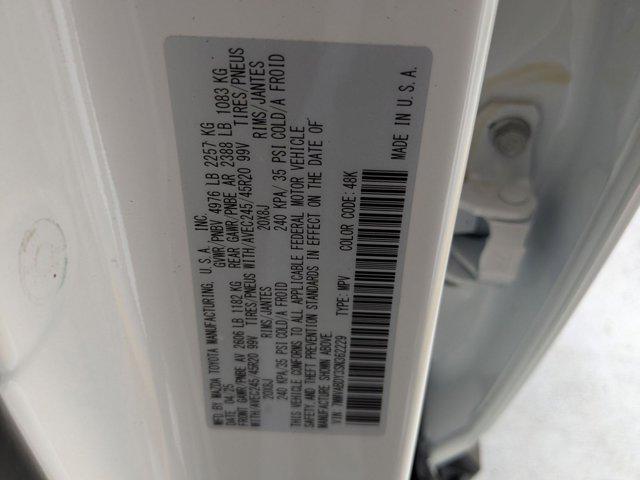 MFD. BY MAZDA TOYOTA MANUFACTURING, U.S.A., INC.
DATE 04/25 GVWR/PNBV 4976 LB 2257 KG
FRONT GAWR/PNBE AV 2606 LB 1182 KG REAR GAWR/PNBE AR 2388 LB 1083 KG
WITH/AVEC245/45R20 99V TIRES/PNEUS WITH/AVEC245/45R20 99V TIRES/PNEUS
20X8J RIMS/JANTES 20X8J RIMS/JANTES
240 KPA/35 PSI COLD/A FROID 240 KPA/35 PSI COLD/A FROID
THIS VEHICLE CONFORMS TO ALL APPLICABLE FEDERAL MOTOR VEHICLE
SAFETY, AND THEFT PREVENTION STANDARDS IN EFFECT ON THE DATE OF
MANUFACTURE SHOWN ABOVE.
VIN: 7MMVABDY3SN362229 TYPE: MPV COLOR CODE: 48K
MADE IN U.S.A.